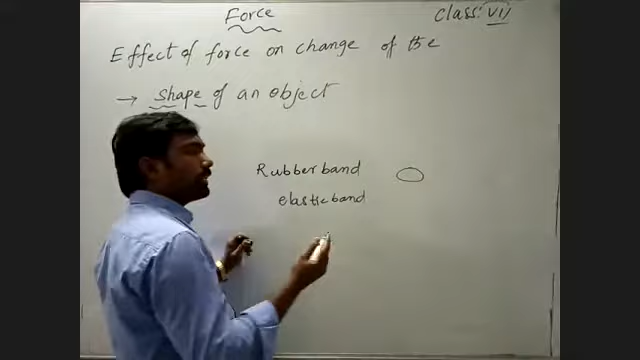 Force
Class: VII
Effect of force on change of the
→ shape of an object
Rubber band
elastic band